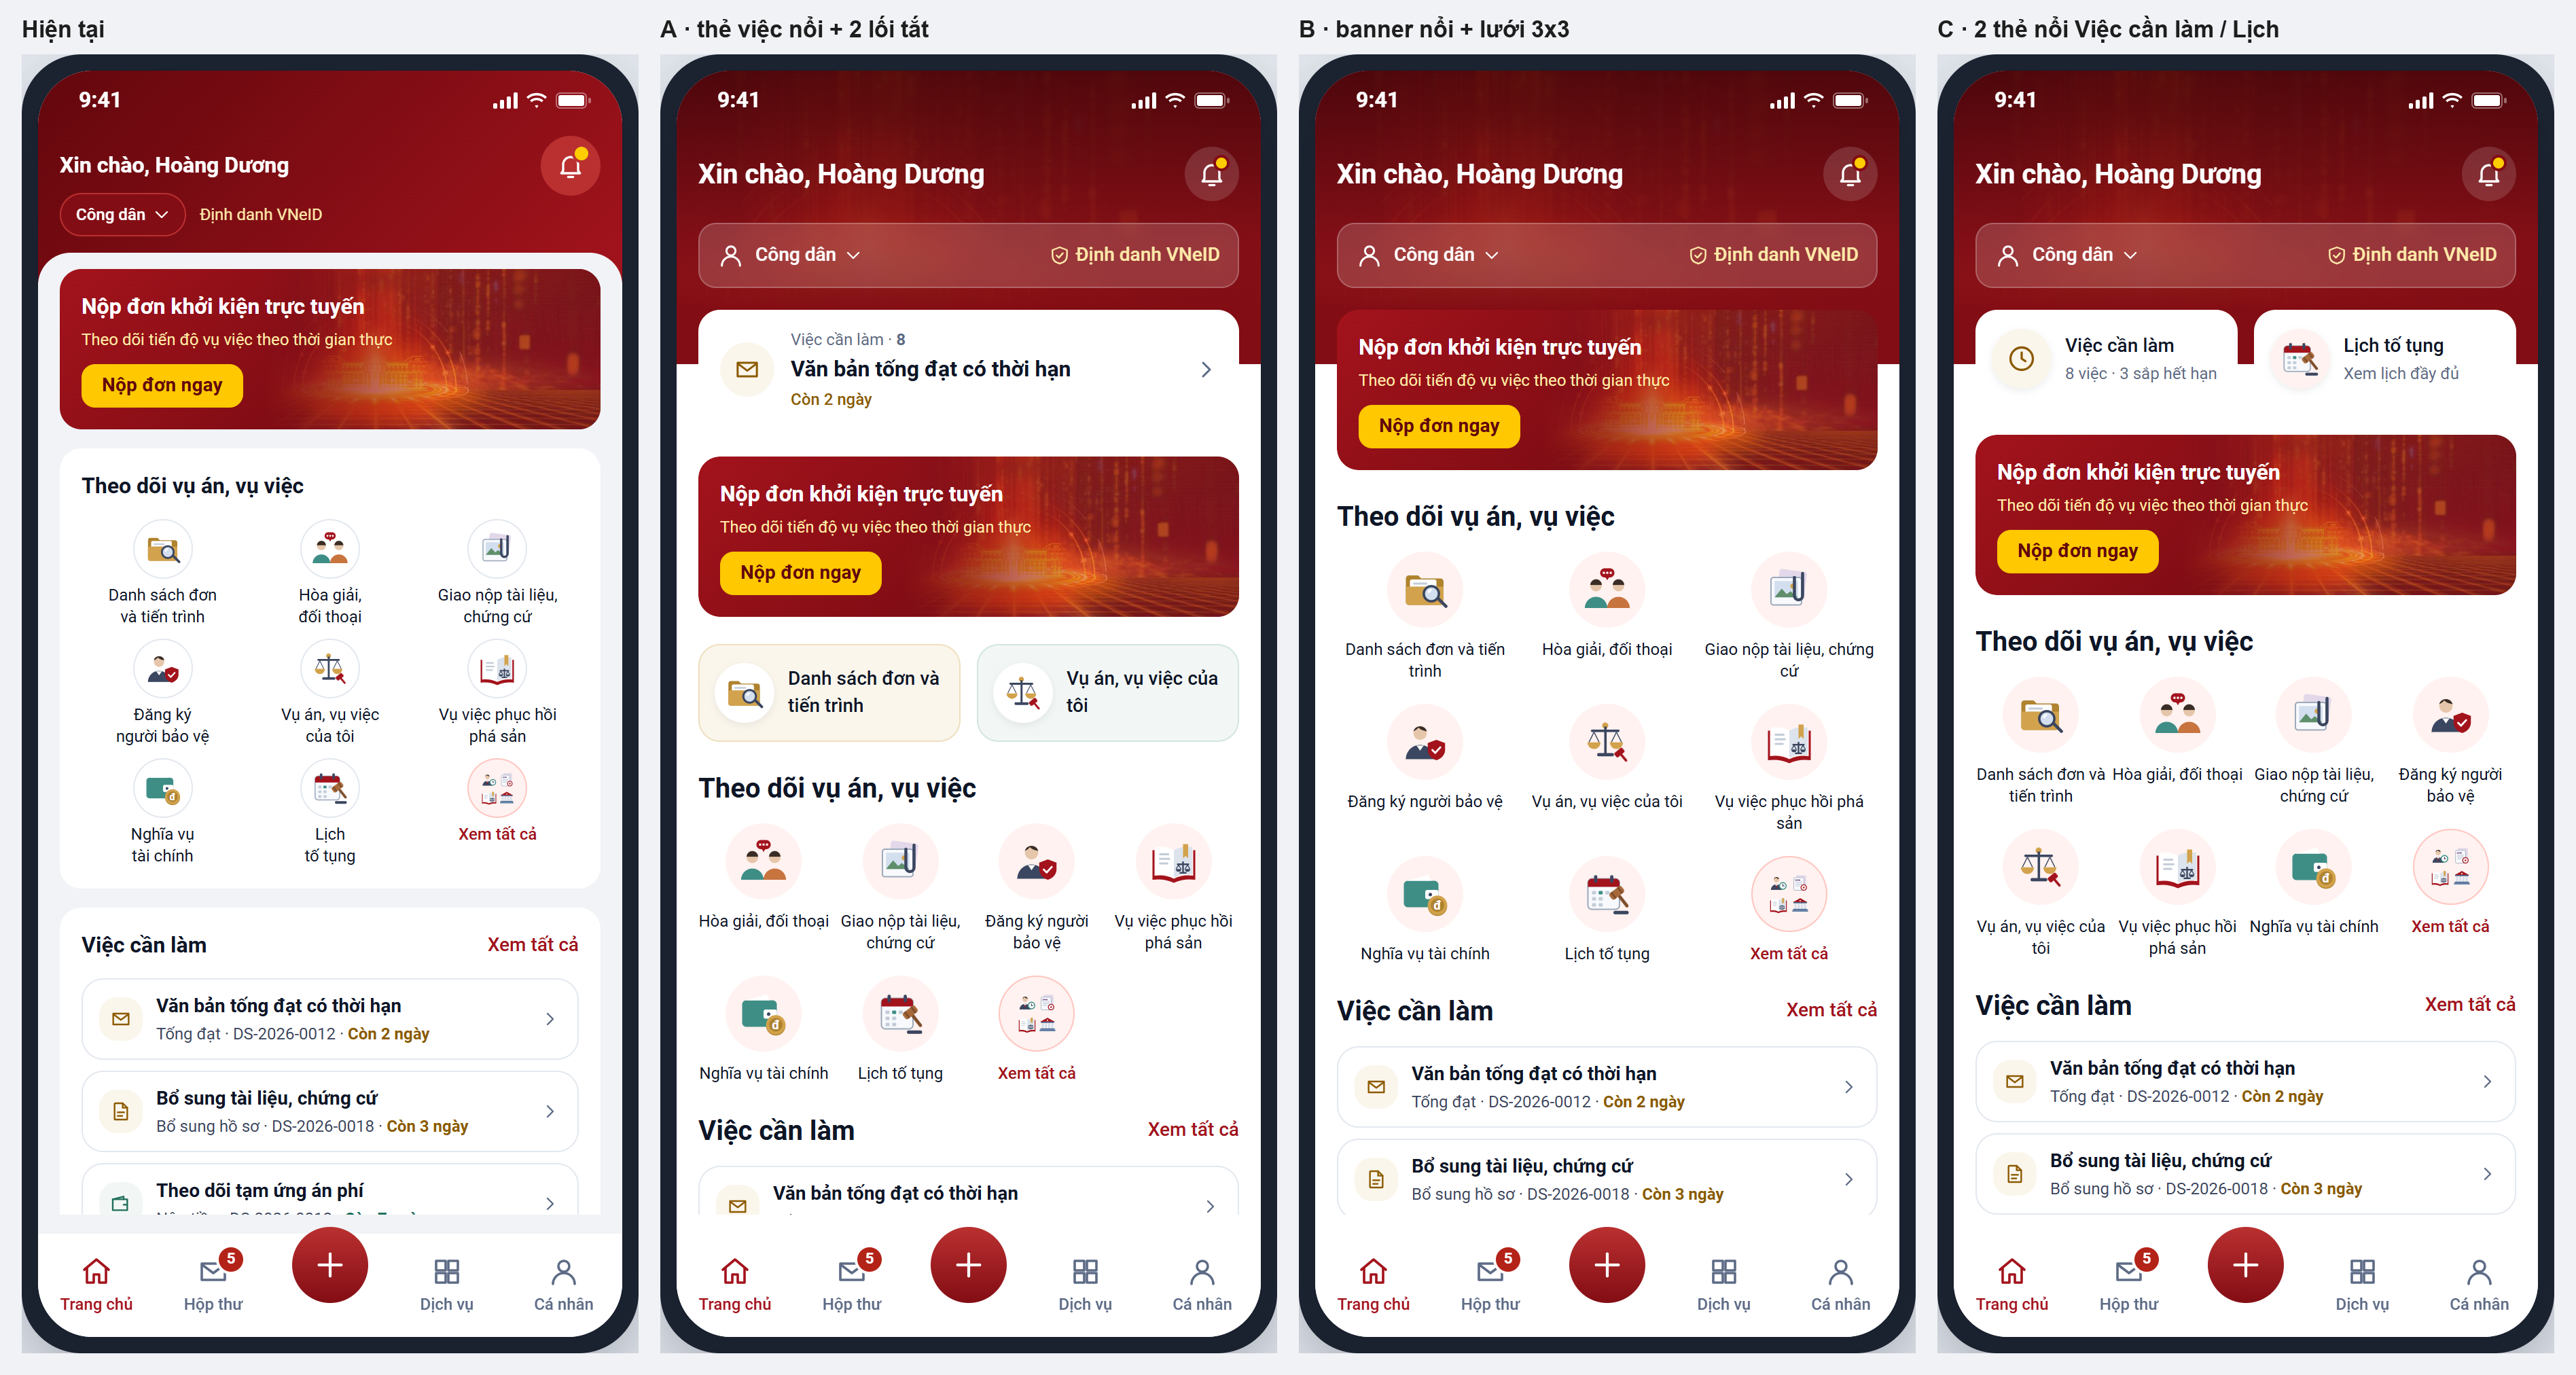 Hiện tại
9:41
Xin chào, Hoàng Dương
Công dân
Định danh VNeID
Nộp đơn khởi kiện trực tuyến
Theo dõi tiến độ vụ việc theo thời gian thực
Nộp đơn ngay
Theo dõi vụ án, vụ việc
Danh sách đơn
và tiến trình
Hòa giải,
đối thoại
Giao nộp tài liệu,
chứng cứ
Đăng ký
người bảo vệ
Vụ án, vụ việc
của tôi
Vụ việc phục hồi
phá sản
Nghĩa vụ
tài chính
Lịch
tố tụng
Xem tất cả
Việc cần làm
Xem tất cả
Văn bản tống đạt có thời hạn
Tống đạt · DS-2026-0012 · Còn 2 ngày
Bổ sung tài liệu, chứng cứ
Bổ sung hồ sơ · DS-2026-0018 · Còn 3 ngày
Theo dõi tạm ứng án phí
Trang chủ
5
Hộp thư
Dịch vụ
Cá nhân
A · thẻ việc nổi + 2 lối tắt
9:41
Xin chào, Hoàng Dương
Công dân
Định danh VNeID
Việc cần làm · 8
Văn bản tống đạt có thời hạn
Còn 2 ngày
Nộp đơn khởi kiện trực tuyến
Theo dõi tiến độ vụ việc theo thời gian thực
Nộp đơn ngay
Danh sách đơn và
tiến trình
Vụ án, vụ việc của
tôi
Theo dõi vụ án, vụ việc
Hòa giải, đối thoại
Giao nộp tài liệu,
chứng cứ
Đăng ký người
bảo vệ
Vụ việc phục hồi
phá sản
Nghĩa vụ tài chính
Lịch tố tụng
Xem tất cả
Việc cần làm
Xem tất cả
Văn bản tống đạt có thời hạn
Trang chủ
5
Hộp thư
Dịch vụ
Cá nhân
B · banner nổi + lưới 3x3
9:41
Xin chào, Hoàng Dương
Công dân
Định danh VNeID
Nộp đơn khởi kiện trực tuyến
Theo dõi tiến độ vụ việc theo thời gian thực
Nộp đơn ngay
Theo dõi vụ án, vụ việc
Danh sách đơn và tiến
trình
Hòa giải, đối thoại
Giao nộp tài liệu, chứng
cứ
Đăng ký người bảo vệ
Vụ án, vụ việc của tôi
Vụ việc phục hồi phá
sản
Nghĩa vụ tài chính
Lịch tố tụng
Xem tất cả
Việc cần làm
Xem tất cả
Văn bản tống đạt có thời hạn
Tống đạt · DS-2026-0012 · Còn 2 ngày
Bổ sung tài liệu, chứng cứ
Bổ sung hồ sơ · DS-2026-0018 · Còn 3 ngày
Trang chủ
5
Hộp thư
Dịch vụ
Cá nhân
C · 2 thẻ nổi Việc cần làm / Lịch
9:41
Xin chào, Hoàng Dương
Công dân
Định danh VNeID
Việc cần làm
8 việc · 3 sắp hết hạn
Lịch tố tụng
Xem lịch đầy đủ
Nộp đơn khởi kiện trực tuyến
Theo dõi tiến độ vụ việc theo thời gian thực
Nộp đơn ngay
Theo dõi vụ án, vụ việc
Danh sách đơn và
tiến trình
Hòa giải, đối thoại
Giao nộp tài liệu,
chứng cứ
Đăng ký người
bảo vệ
Vụ án, vụ việc của
tôi
Vụ việc phục hồi
phá sản
Nghĩa vụ tài chính
Xem tất cả
Việc cần làm
Xem tất cả
Văn bản tống đạt có thời hạn
Tống đạt · DS-2026-0012 · Còn 2 ngày
Bổ sung tài liệu, chứng cứ
Bổ sung hồ sơ · DS-2026-0018 · Còn 3 ngày
Trang chủ
5
Hộp thư
Dịch vụ
Cá nhân